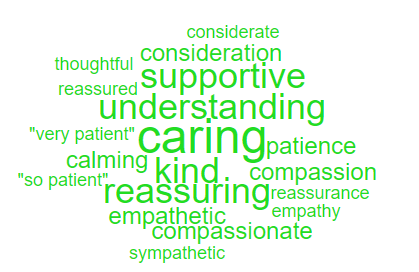 considerate
consideration
thoughtful
supportive
reassured
understanding
"very patient"
caring
patience
calming
kind
compassion
"so patient"
reassuring
reassurance
empathetic
empathy
compassionate
sympathetic